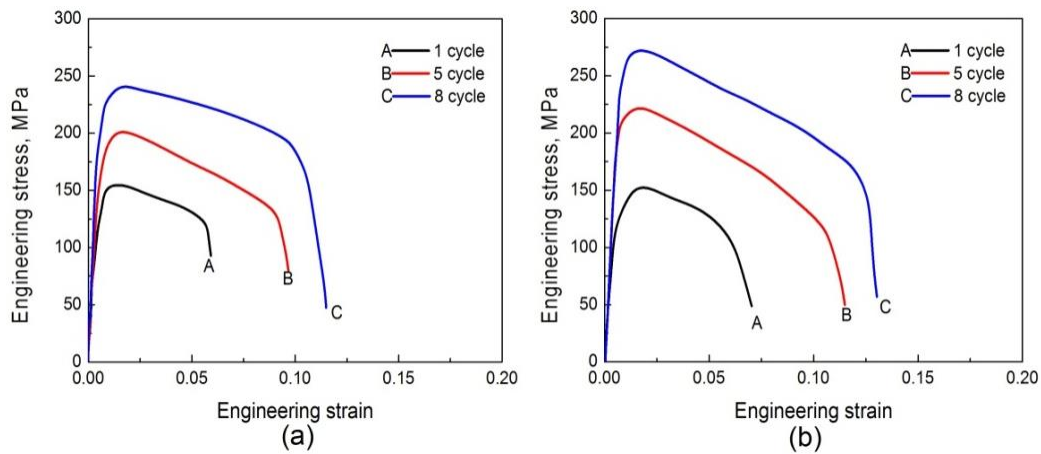 300
250
200
150
100
50
0
Engineering stress, MPa
A 1 cycle
B 5 cycle
C 8 cycle
A
B
C
0.00 0.05 0.10 0.15 0.20
Engineering strain
(a)
300
250
200
150
100
50
0
Engineering stress, MPa
A 1 cycle
B 5 cycle
C 8 cycle
A
B
C
0.00 0.05 0.10 0.15 0.20
Engineering strain
(b)